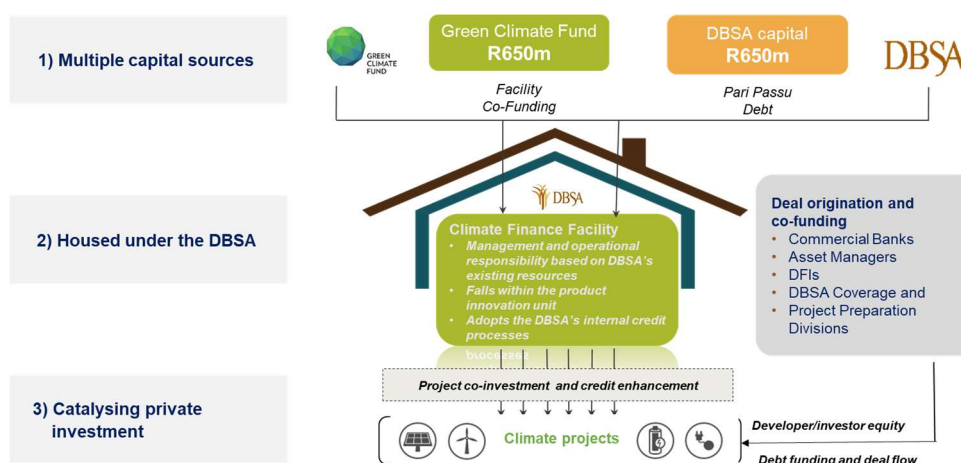 1) Multiple capital sources
GREEN
CLIMATE
FUND
Green Climate Fund
R650m
DBSA capital
R650m
DBSA
Facility
Co-Funding
Pari Passu
Debt
2) Housed under the DBSA
DBSA
Climate Finance Facility
• Management and operational
responsibility based on DBSA's
existing resources
• Falls within the product
innovation unit
• Adopts the DBSA's internal credit
processes
Deal origination and
co-funding
• Commercial Banks
• Asset Managers
• DFIs
• DBSA Coverage and
• Project Preparation
Divisions
3) Catalysing private
investment
Project co-investment and credit enhancement
Climate projects
Developer/investor equity
Debt funding and deal flow